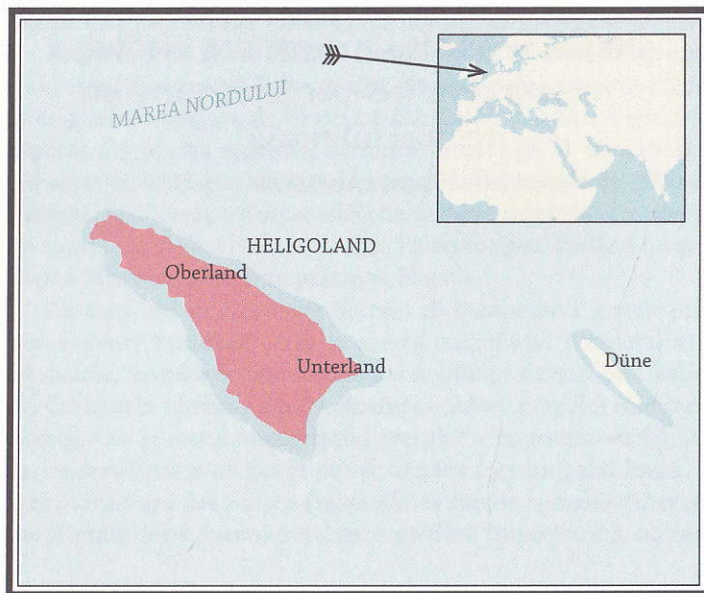 MAREA NORDULUI
HELIGOLAND
Oberland
Unterland
Düne